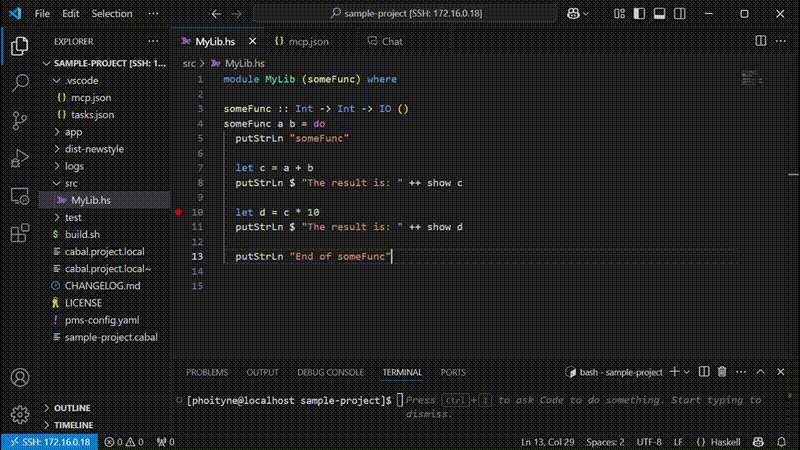 File Edit Selection ...
sample-project [SSH: 172.16.0.18]
EXPLORER
SAMPLE-PROJECT [SSH: 1...
.vscode
{} mcp.json
{} tasks.json
app
dist-newstyle
logs
src
MyLib.hs
test
build.sh
cabal.project.local
cabal.project.local~
CHANGELOG.md
LICENSE
! pms-config.yaml
sample-project.cabal
OUTLINE
TIMELINE
MyLib.hs
{} mcp.json
Chat
src > MyLib.hs
1 module MyLib (someFunc) where
2
3 someFunc :: Int -> Int -> IO ()
4 someFunc a b = do
5 putStrLn "someFunc"
6
7 let c = a + b
8 putStrLn $ "The result is: " ++ show c
9
10 let d = c * 10
11 putStrLn $ "The result is: " ++ show d
12
13 putStrLn "End of someFunc"
14
15
PROBLEMS OUTPUT DEBUG CONSOLE TERMINAL PORTS
bash - sample-project
[phoityne@localhost sample-project]$ Press Ctrl+I to ask Code to do something. Start typing to
dismiss.
SSH: 172.16.0.18 0 0 0 Ln 13, Col 29 Spaces: 2 UTF-8 LF {} Haskell